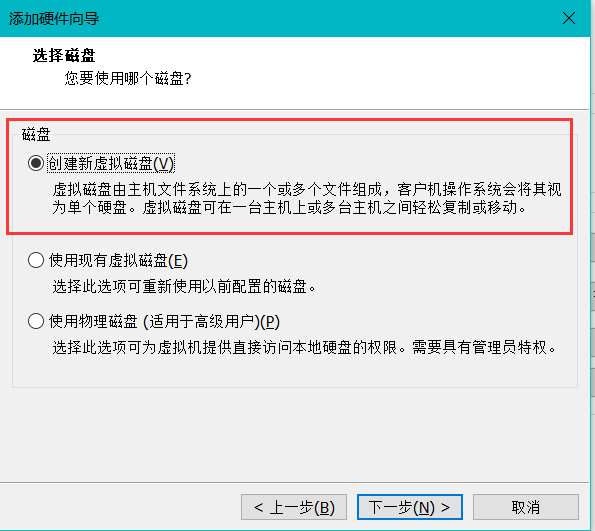 添加硬件向导
选择磁盘
您要使用哪个磁盘?
磁盘
创建新虚拟磁盘(V)
虚拟磁盘由主机文件系统上的一个或多个文件组成，客户机操作系统会将其视
为单个硬盘。虚拟磁盘可在一台主机上或多台主机之间轻松复制或移动。
使用现有虚拟磁盘(E)
选择此选项可重新使用以前配置的磁盘。
使用物理磁盘 (适用于高级用户)(P)
选择此选项可为虚拟机提供直接访问本地硬盘的权限。需要具有管理员特权。
< 上一步(B)
下一步(N) >
取消